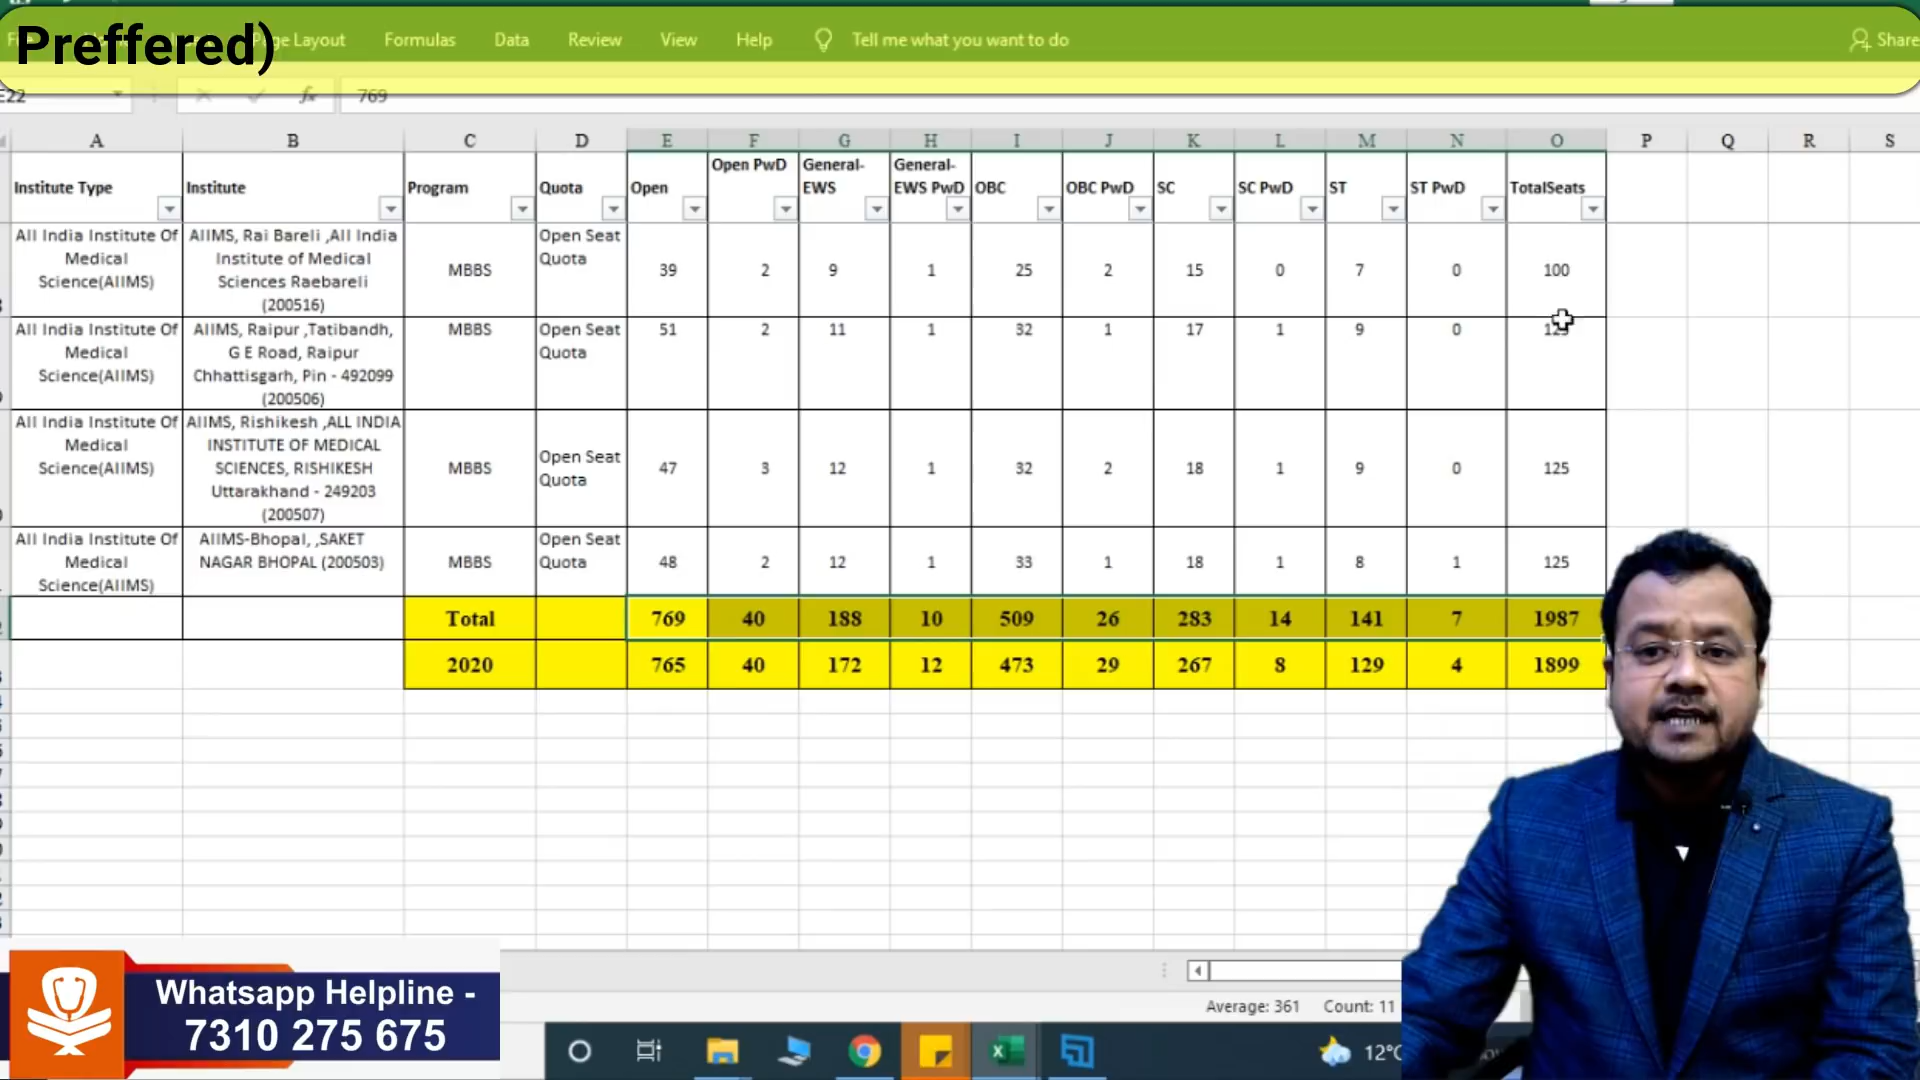 Preffered)
Page Layout Formulas Data Review View Help Tell me what you want to do Share
E22 fx 769
A B C D E F G H I J K L M N O P Q R S
Institute Type Institute Program Quota Open Open PwD General-EWS General-EWS PwD OBC OBC PwD SC SC PwD ST ST PwD TotalSeats
All India Institute Of
Medical
Science(AIIMS)
AIIMS, Rai Bareli ,All India
Institute of Medical
Sciences Raebareli
(200516)
MBBS
Open Seat
Quota
39 2 9 1 25 2 15 0 7 0 100
All India Institute Of
Medical
Science(AIIMS)
AIIMS, Raipur ,Tatibandh,
G E Road, Raipur
Chhattisgarh, Pin - 492099
(200506)
MBBS
Open Seat
Quota
51 2 11 1 32 1 17 1 9 0 125
All India Institute Of
Medical
Science(AIIMS)
AIIMS, Rishikesh ,ALL INDIA
INSTITUTE OF MEDICAL
SCIENCES, RISHIKESH
Uttarakhand - 249203
(200507)
MBBS
Open Seat
Quota
47 3 12 1 32 2 18 1 9 0 125
All India Institute Of
Medical
Science(AIIMS)
AIIMS-Bhopal, ,SAKET
NAGAR BHOPAL (200503)
MBBS
Open Seat
Quota
48 2 12 1 33 1 18 1 8 1 125
Total 769 40 188 10 509 26 283 14 141 7 1987
2020 765 40 172 12 473 29 267 8 129 4 1899
Whatsapp Helpline -
7310 275 675
Average: 361 Count: 11
12°C